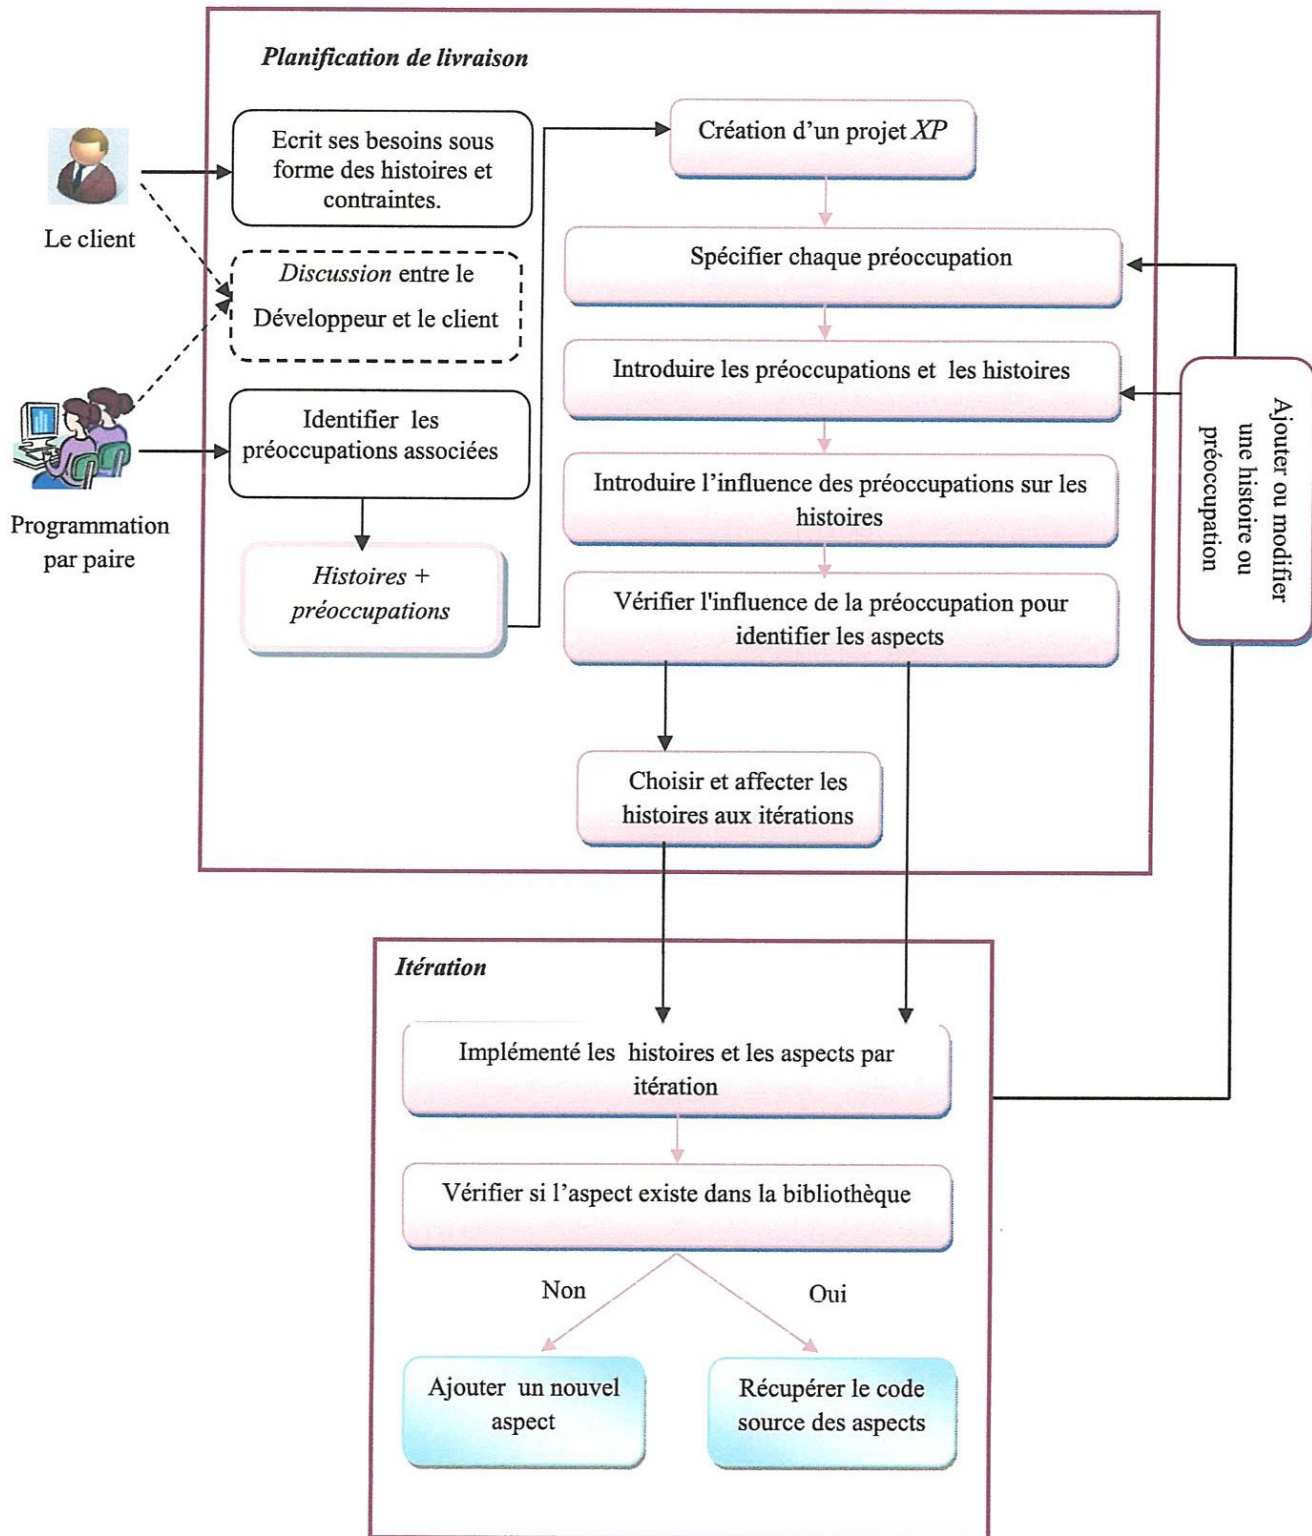 Planification de livraison
Ecrit ses besoins sous
forme des histoires et
contraintes.
Le client
Discussion entre le
Développeur et le client
Identifier les
préoccupations associées
Programmation
par paire
Histoires +
préoccupations
Création d'un projet XP
Spécifier chaque préoccupation
Introduire les préoccupations et les histoires
Introduire l'influence des préoccupations sur les
histoires
Vérifier l'influence de la préoccupation pour
identifier les aspects
Choisir et affecter les
histoires aux itérations
Ajouter ou modifier
une histoire ou
préoccupation
Itération
Implémenté les histoires et les aspects par
itération
Vérifier si l'aspect existe dans la bibliothèque
Non
Oui
Ajouter un nouvel
aspect
Récupérer le code
source des aspects